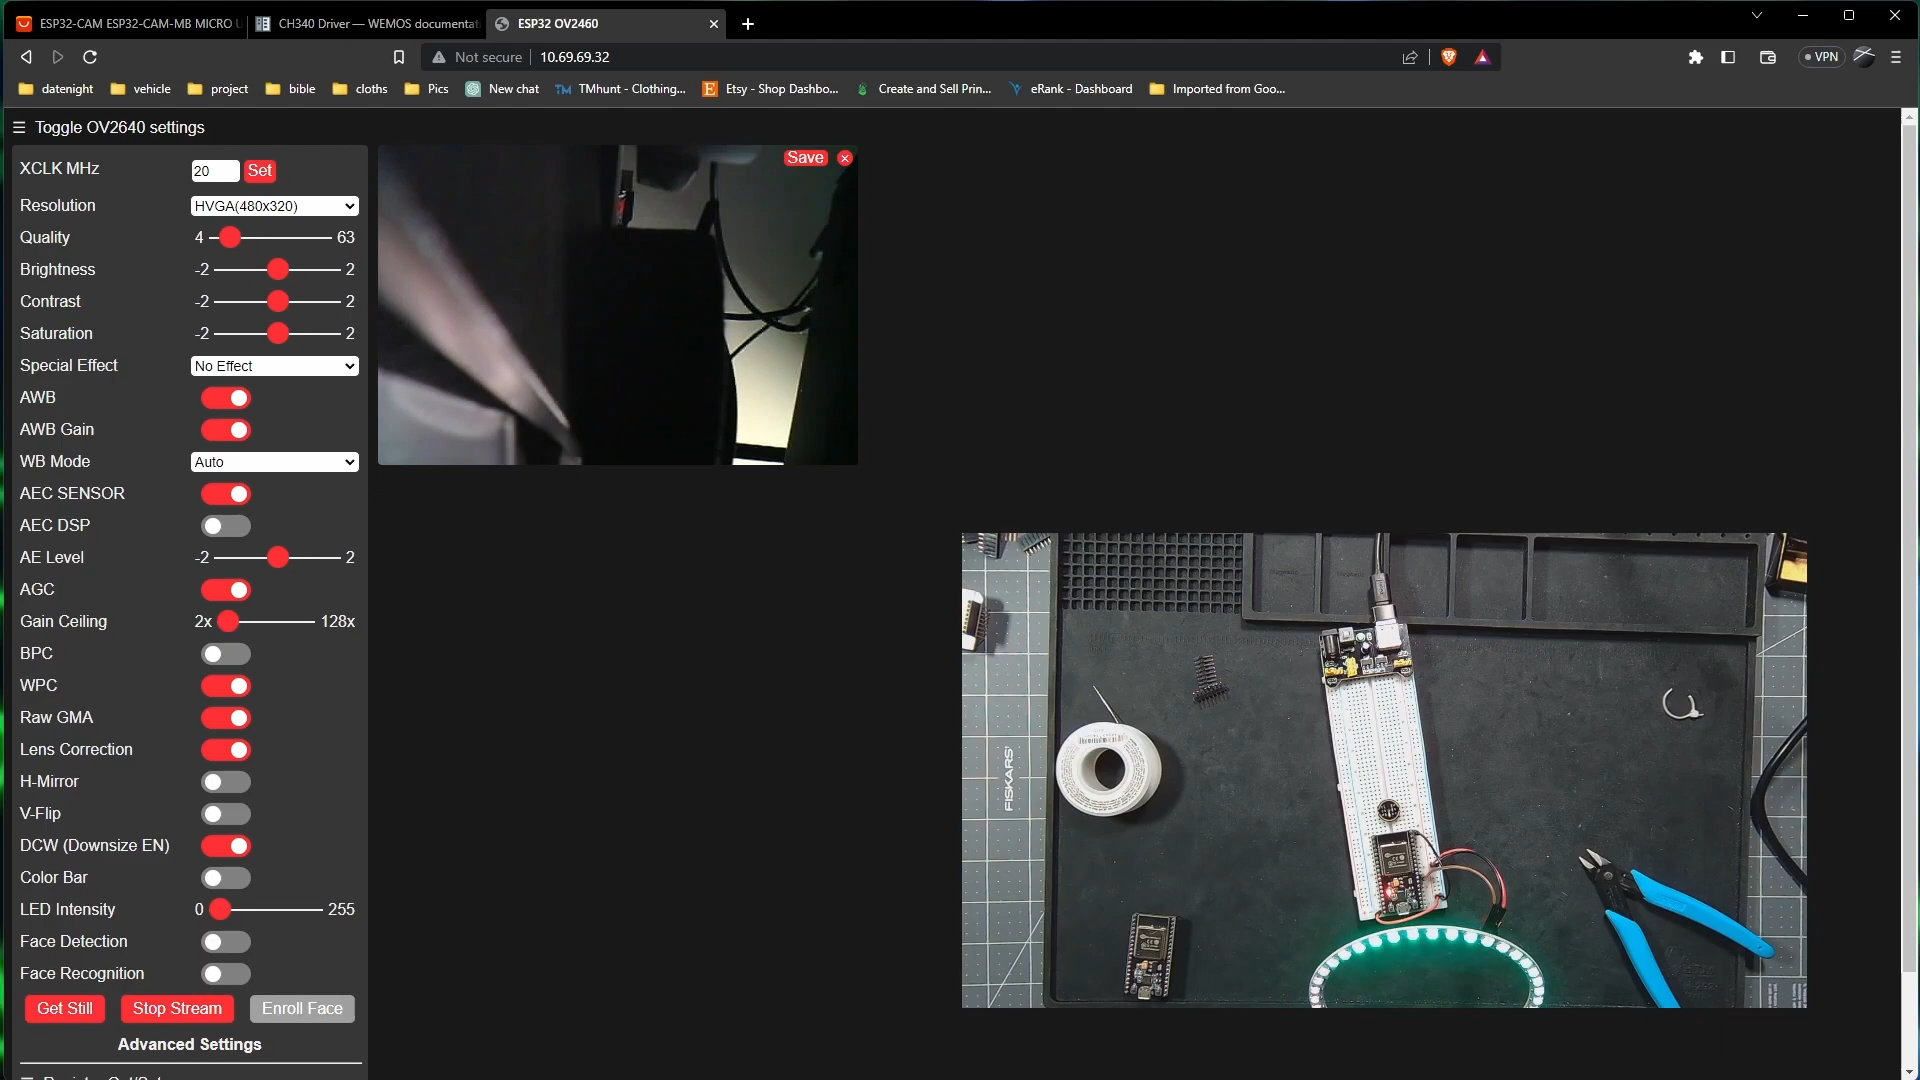 ESP32-CAM ESP32-CAM-MB MICRO U
CH340 Driver — WEMOS documentat
ESP32 OV2460
Not secure
10.69.69.32
VPN
datenight
vehicle
project
bible
cloths
Pics
New chat
TMhunt - Clothing...
Etsy - Shop Dashbo...
Create and Sell Prin...
eRank - Dashboard
Imported from Goo...
Toggle OV2640 settings
XCLK MHz 20 Set
Resolution HVGA(480x320)
Quality 4 63
Brightness -2 2
Contrast -2 2
Saturation -2 2
Special Effect No Effect
AWB
AWB Gain
WB Mode Auto
AEC SENSOR
AEC DSP
AE Level -2 2
AGC
Gain Ceiling 2x 128x
BPC
WPC
Raw GMA
Lens Correction
H-Mirror
V-Flip
DCW (Downsize EN)
Color Bar
LED Intensity 0 255
Face Detection
Face Recognition
Get Still Stop Stream Enroll Face
Advanced Settings
Save
FISKARS